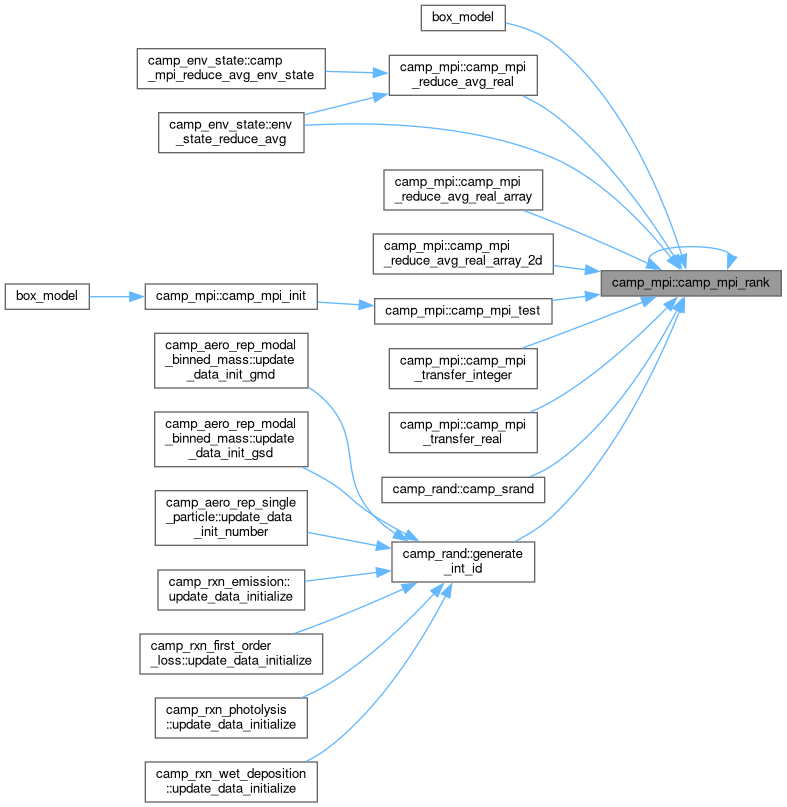 box_model
camp_env_state::camp
_mpi_reduce_avg_env_state
camp_mpi::camp_mpi
_reduce_avg_real
camp_env_state::env
_state_reduce_avg
camp_mpi::camp_mpi
_reduce_avg_real_array
camp_mpi::camp_mpi
_reduce_avg_real_array_2d
camp_mpi::camp_mpi_rank
box_model
camp_mpi::camp_mpi_init
camp_mpi::camp_mpi_test
camp_aero_rep_modal
_binned_mass::update
_data_init_gmd
camp_mpi::camp_mpi
_transfer_integer
camp_aero_rep_modal
_binned_mass::update
_data_init_gsd
camp_mpi::camp_mpi
_transfer_real
camp_rand::camp_srand
camp_aero_rep_single
_particle::update_data
_init_number
camp_rand::generate
_int_id
camp_rxn_emission::
update_data_initialize
camp_rxn_first_order
_loss::update_data_initialize
camp_rxn_photolysis
::update_data_initialize
camp_rxn_wet_deposition
::update_data_initialize